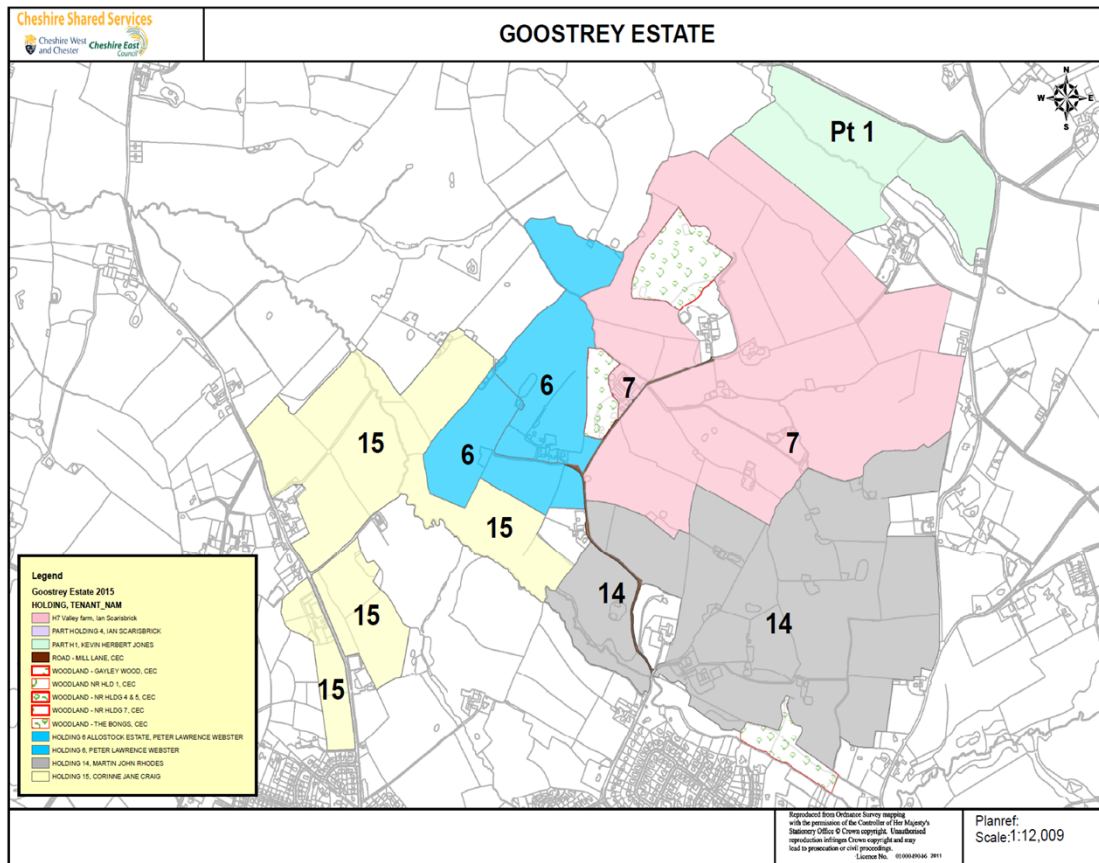 Cheshire Shared Services
Cheshire West
and Chester
Cheshire East
Council
GOOSTREY ESTATE
N
W
E
S
Pt 1
6
7
6
7
15
15
14
14
15
15
Legend
Goostrey Estate 2015
HOLDING, TENANT_NAM
H7 Valley farm, Ian Scarisbrick
PART HOLDING 4, IAN SCARISBRICK
PART H1, KEVIN HERBERT JONES
ROAD - MILL LANE, CEC
WOODLAND - GAYLEY WOOD, CEC
WOODLAND NR HLD 1, CEC
WOODLAND - NR HLDG 4 & 5, CEC
WOODLAND - NR HLDG 7, CEC
WOODLAND - THE BONGS, CEC
HOLDING 6 ALLOSTOCK ESTATE, PETER LAWRENCE WEBSTER
HOLDING 6, PETER LAWRENCE WEBSTER
HOLDING 14, MARTIN JOHN RHODES
HOLDING 15, CORINNE JANE CRAIG
Reproduced from Ordnance Survey mapping
with the permission of the Controller of Her Majesty's
Stationery Office © Crown copyright. Unauthorised
reproduction infringes Crown copyright and may
lead to prosecution or civil proceedings.
Licence No. 0100049046 2011
Planref:
Scale:1:12,009